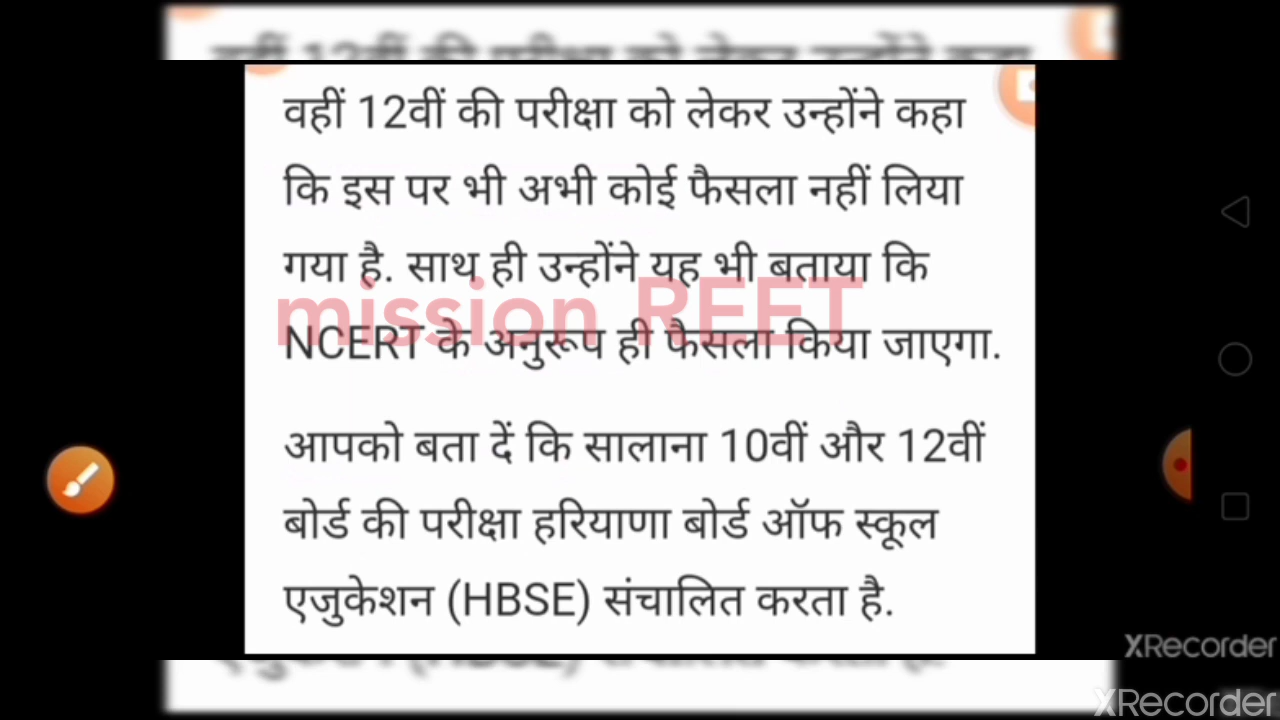 वहीं 12वीं की परीक्षा को लेकर उन्होंने कहा
कि इस पर भी अभी कोई फैसला नहीं लिया
गया है. साथ ही उन्होंने यह भी बताया कि
mission REET
NCERT के अनुरूप ही फैसला किया जाएगा.
आपको बता दें कि सालाना 10वीं और 12वीं
बोर्ड की परीक्षा हरियाणा बोर्ड ऑफ स्कूल
एजुकेशन (HBSE) संचालित करता है.
XRecorder
XRecorder